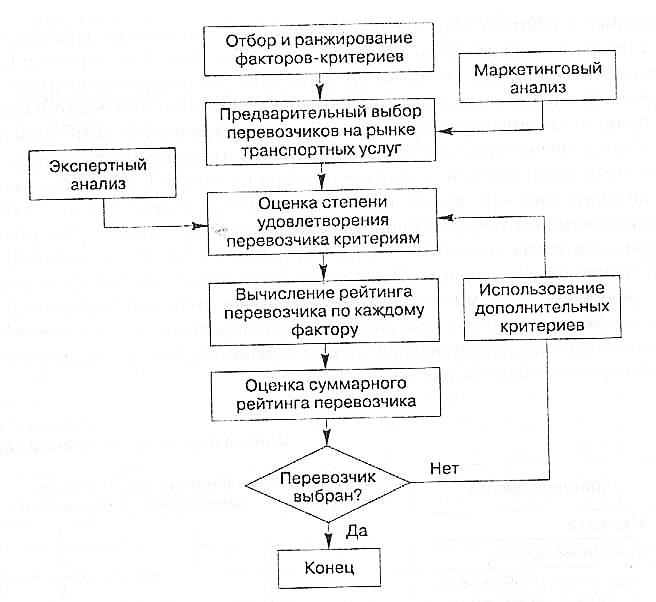 Отбор и ранжирование
факторов-критериев
Маркетинговый
анализ
Предварительный выбор
перевозчиков на рынке
транспортных услуг
Экспертный
анализ
Оценка степени
удовлетворения
перевозчика критериям
Вычисление рейтинга
перевозчика по каждому
фактору
Использование
дополнительных
критериев
Оценка суммарного
рейтинга перевозчика
Перевозчик
выбран?
Нет
Да
Конец